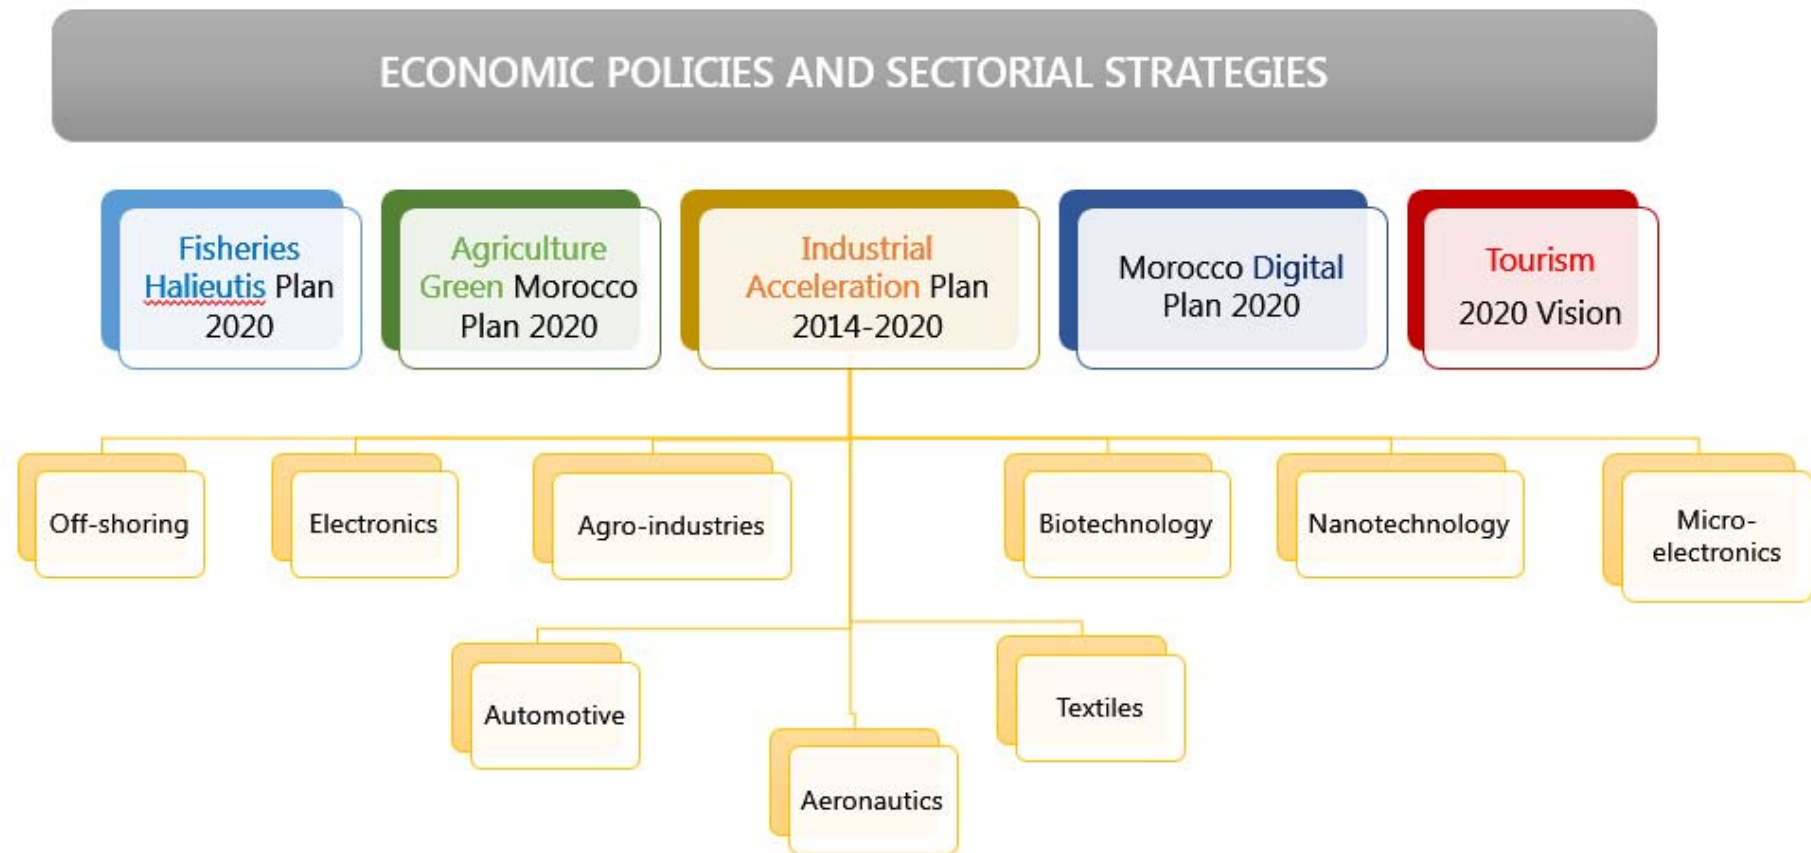 ECONOMIC POLICIES AND SECTORIAL STRATEGIES
Fisheries
Halieutis Plan
2020
Agriculture
Green Morocco
Plan 2020
Industrial
Acceleration Plan
2014-2020
Morocco Digital
Plan 2020
Tourism
2020 Vision
Off-shoring
Electronics
Agro-industries
Biotechnology
Nanotechnology
Micro-
electronics
Automotive
Aeronautics
Textiles